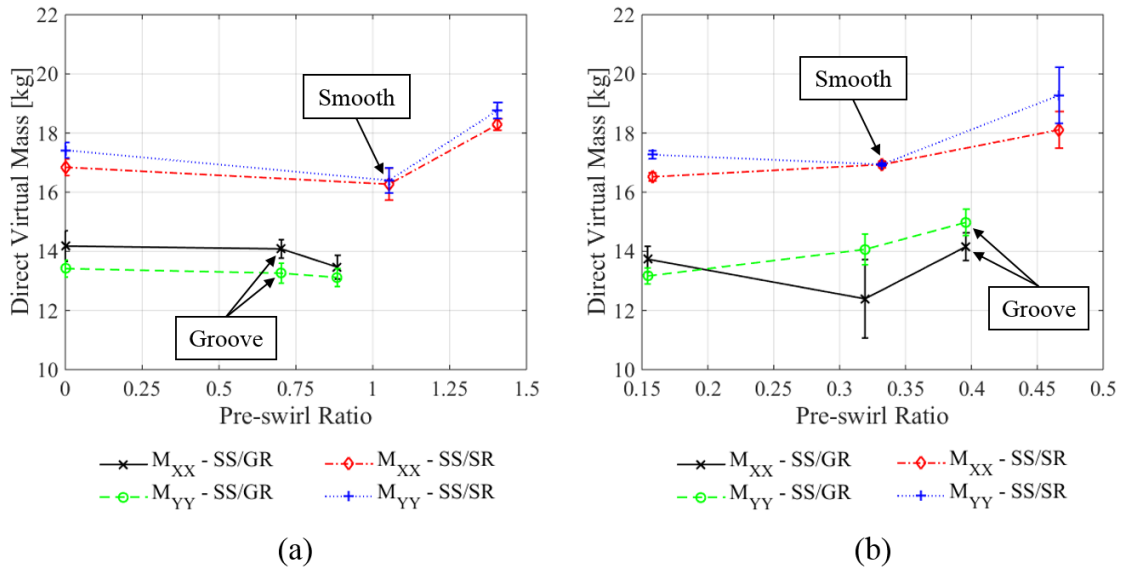 22
20
18
16
14
12
10
Direct Virtual Mass [kg]
Smooth
Groove
0 0.25 0.5 0.75 1 1.25 1.5
Pre-swirl Ratio
M_XX - SS/GR M_XX - SS/SR
M_YY - SS/GR M_YY - SS/SR
(a)
22
20
18
16
14
12
10
Direct Virtual Mass [kg]
Smooth
Groove
0.15 0.2 0.25 0.3 0.35 0.4 0.45 0.5
Pre-swirl Ratio
M_XX - SS/GR M_XX - SS/SR
M_YY - SS/GR M_YY - SS/SR
(b)